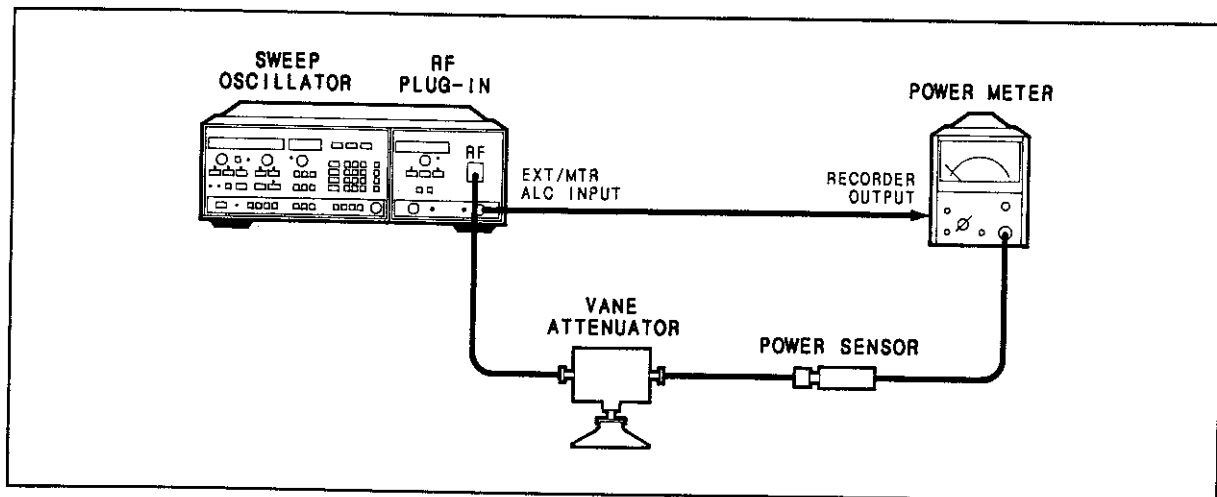 SWEEP
OSCILLATOR
RF
PLUG-IN
POWER METER
RF
EXT/MTR
ALC INPUT
RECORDER
OUTPUT
VANE
ATTENUATOR
POWER SENSOR